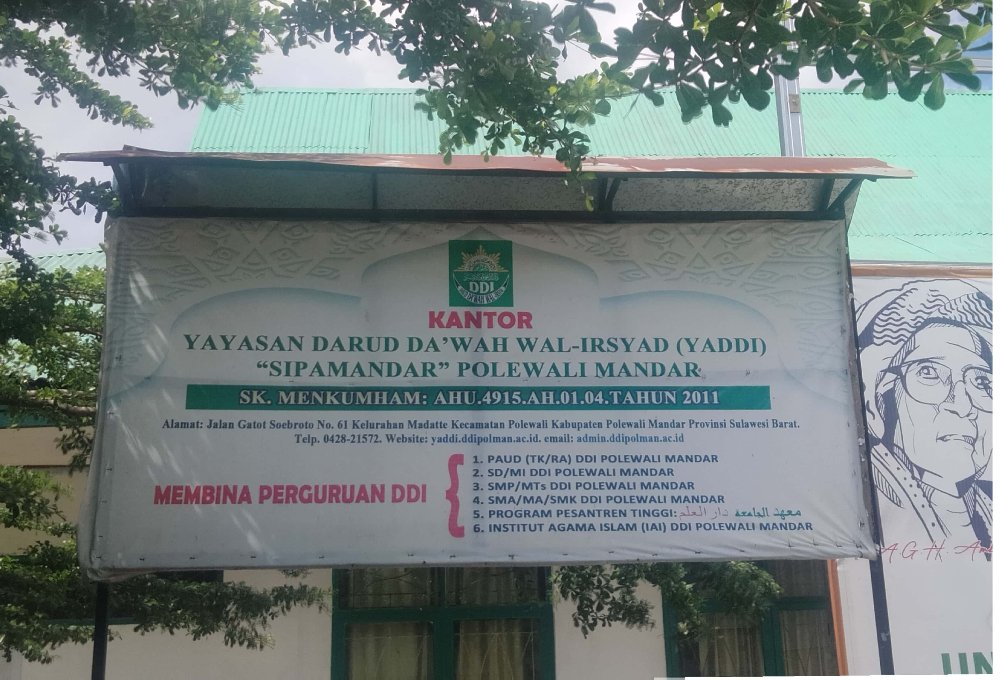 DDI
KANTOR
YAYASAN DARUD DA'WAH WAL-IRSYAD (YADDI)
"SIPAMANDAR" POLEWALI MANDAR
SK. MENKUMHAM: AHU.4915.AH.01.04.TAHUN 2011
Alamat: Jalan Gatot Soebroto No. 61 Kelurahan Madatte Kecamatan Polewali Kabupaten Polewali Mandar Provinsi Sulawesi Barat.
Telp. 0428-21572. Website: yaddi.ddipolman.ac.id. email: admin.ddipolman.ac.id
MEMBINA PERGURUAN DDI
1. PAUD (TK/RA) DDI POLEWALI MANDAR
2. SD/MI DDI POLEWALI MANDAR
3. SMP/MTs DDI POLEWALI MANDAR
4. SMA/MA/SMK DDI POLEWALI MANDAR
5. PROGRAM PESANTREN TINGGI: معهد الجامعة دار العلم
6. INSTITUT AGAMA ISLAM (IAI) DDI POLEWALI MANDAR
A G H.
UN